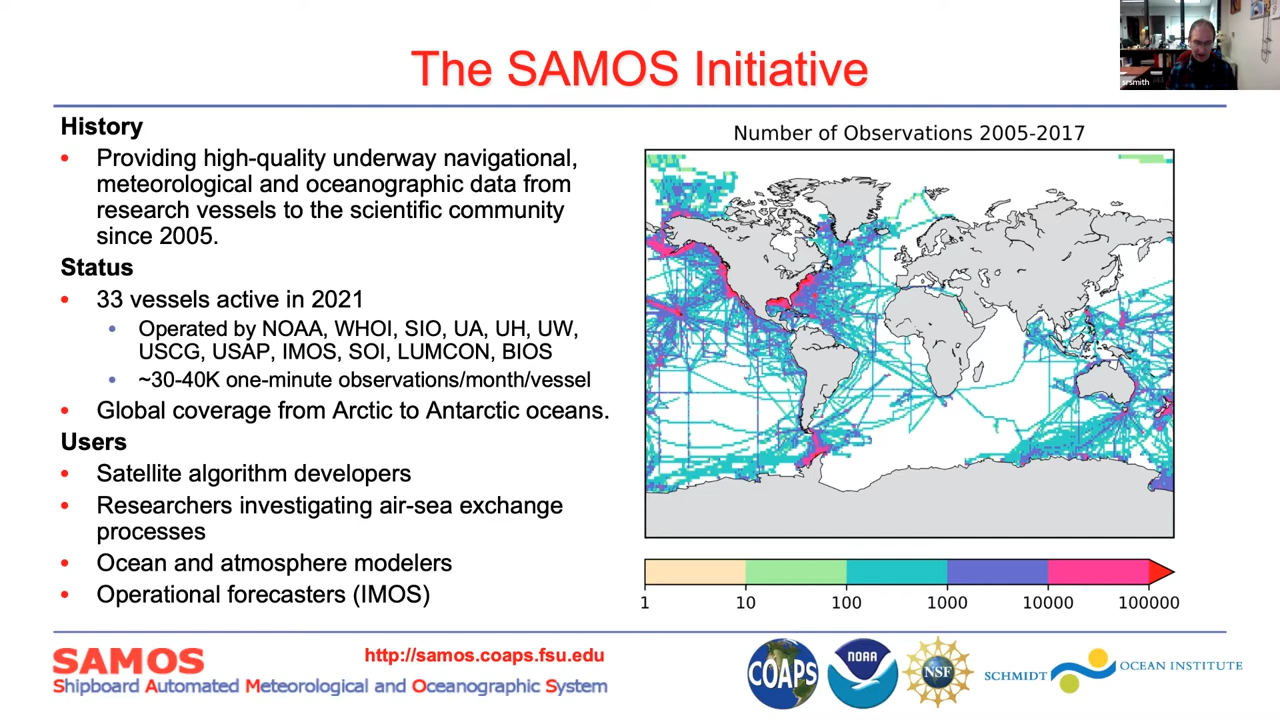 The SAMOS Initiative
srsmith
History
• Providing high-quality underway navigational,
meteorological and oceanographic data from
research vessels to the scientific community
since 2005.
Status
• 33 vessels active in 2021
• Operated by NOAA, WHOI, SIO, UA, UH, UW,
USCG, USAP, IMOS, SOI, LUMCON, BIOS
• ~30-40K one-minute observations/month/vessel
• Global coverage from Arctic to Antarctic oceans.
Users
• Satellite algorithm developers
• Researchers investigating air-sea exchange
processes
• Ocean and atmosphere modelers
• Operational forecasters (IMOS)
Number of Observations 2005-2017
1 10 100 1000 10000 100000
SAMOS
Shipboard Automated Meteorological and Oceanographic System
http://samos.coaps.fsu.edu
COAPS
NOAA
NSF
SCHMIDT OCEAN INSTITUTE